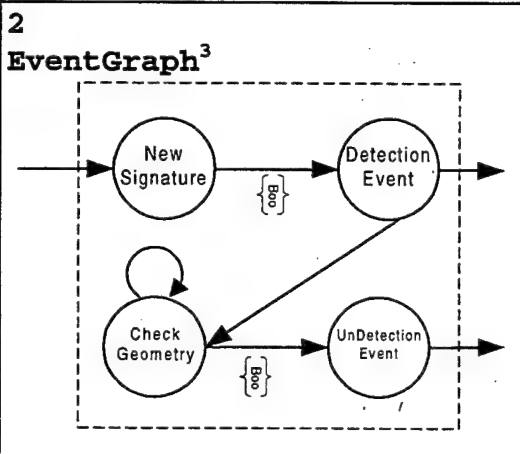 2
EventGraph³
New
Signature
{Boo}
Detection
Event
Check
Geometry
{Boo}
UnDetection
Event